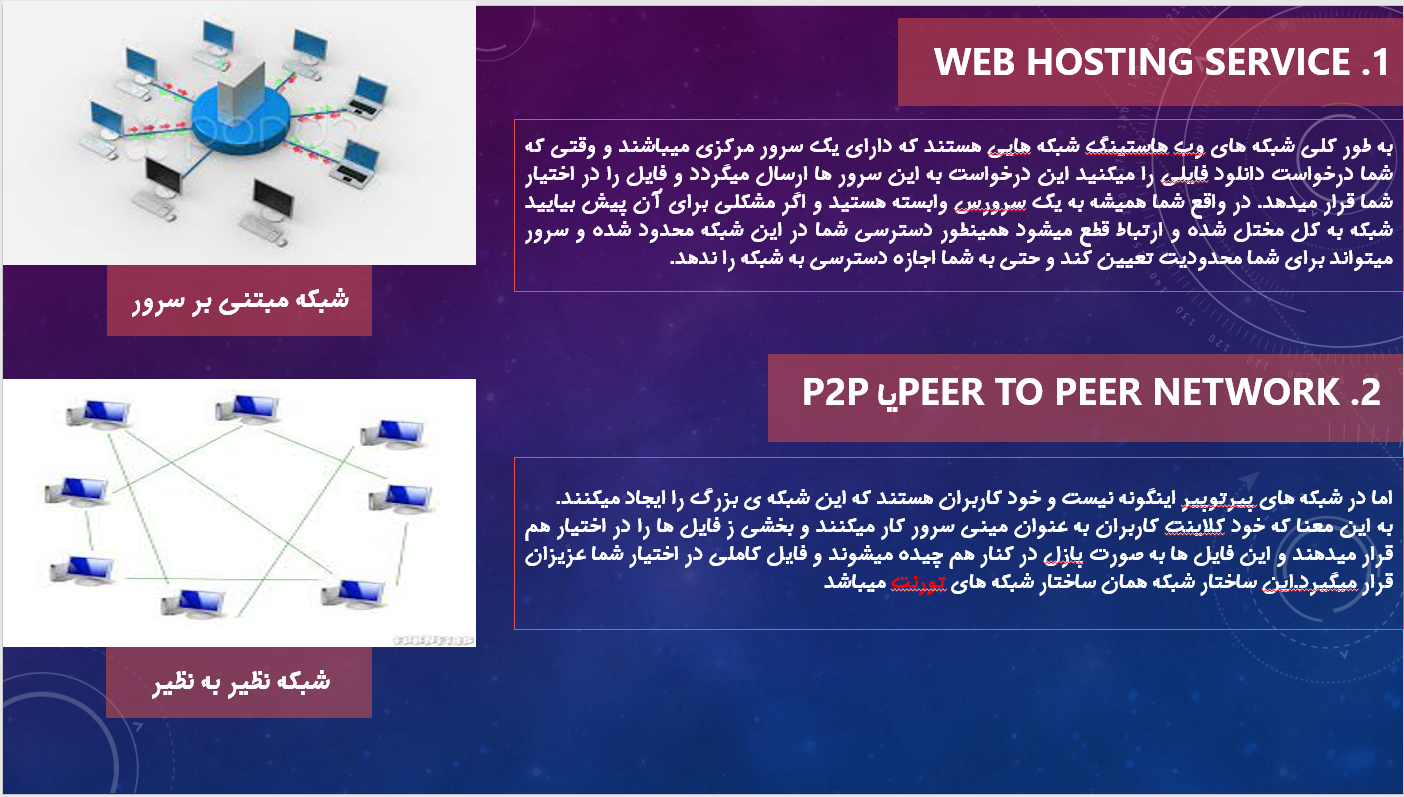 1. WEB HOSTING SERVICE
به طور کلی شبکه های وب هاستینگ شبکه هایی هستند که دارای یک سرور مرکزی میباشند و وقتی که
شما درخواست دانلود فایلی را میکنید این درخواست به این سرور ها ارسال میگردد و فایل را در اختیار
شما قرار میدهد. در واقع شما همیشه به یک سرورس وابسته هستید و اگر مشکلی برای آن پیش بیایید
شبکه به کل مختل شده و ارتباط قطع میشود همینطور دسترسی شما در این شبکه محدود شده و سرور
میتواند برای شما محدودیت تعیین کند و حتی به شما اجازه دسترسی به شبکه را ندهد.
شبکه مبتنی بر سرور
2. PEER TO PEER NETWORKیا P2P
اما در شبکه های پیرتوپیر اینگونه نیست و خود کاربران هستند که این شبکه ی بزرگ را ایجاد میکنند.
به این معنا که خود کلاینت کاربران به عنوان مینی سرور کار میکنند و بخشی ز فایل ها را در اختیار هم
قرار میدهند و این فایل ها به صورت پازل در کنار هم چیده میشوند و فایل کاملی در اختیار شما عزیزان
قرار میگیرد.این ساختار شبکه همان ساختار شبکه های تورنت میباشد
شبکه نظیر به نظیر